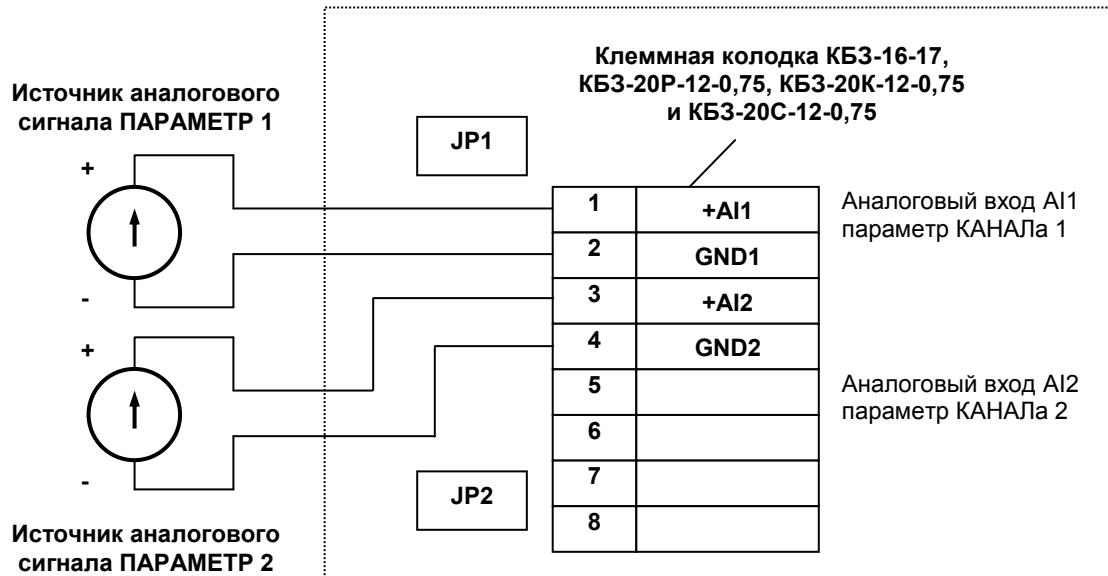 Клеммная колодка КБЗ-16-17,
КБЗ-20Р-12-0,75, КБЗ-20К-12-0,75
и КБЗ-20С-12-0,75
Источник аналогового
сигнала ПАРАМЕТР 1
JP1
+
-
1 +AI1
2 GND1
3 +AI2
4 GND2
5
6
7
8
Аналоговый вход AI1
параметр КАНАЛа 1
Аналоговый вход AI2
параметр КАНАЛа 2
+
-
JP2
Источник аналогового
сигнала ПАРАМЕТР 2